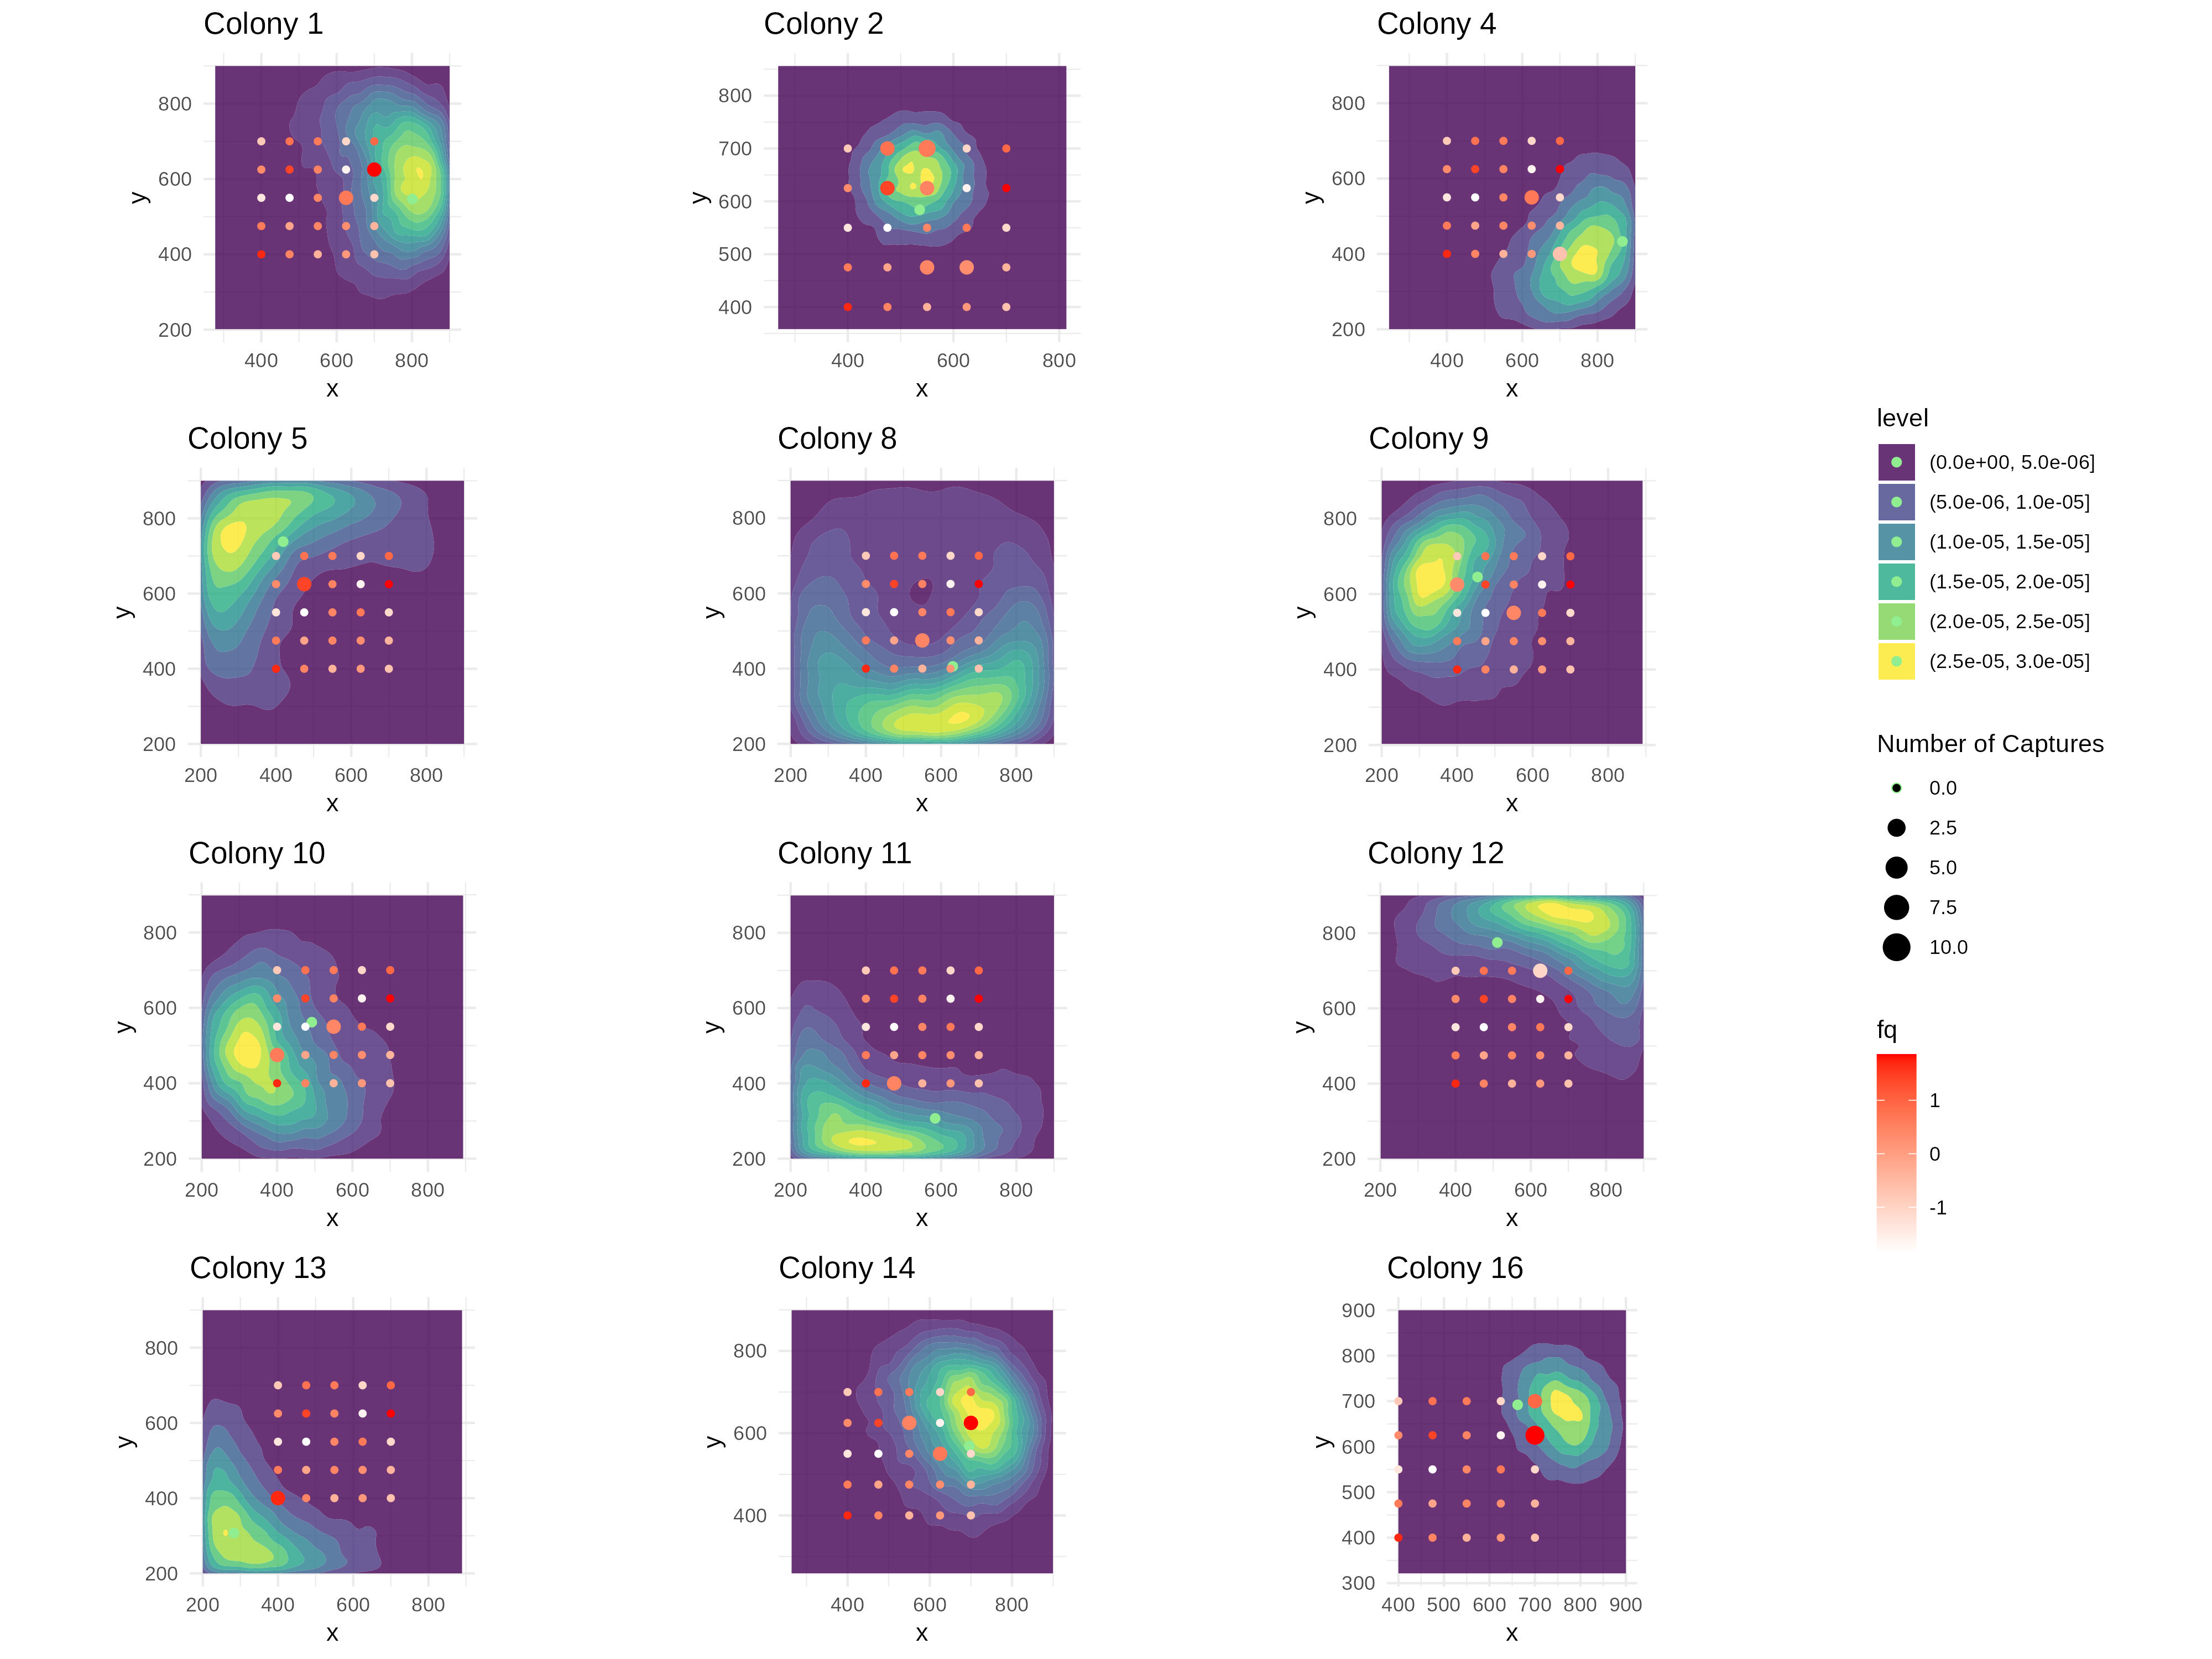 Colony 1
Colony 2
Colony 4
800
600
400
200
y
400 600 800
x
800
700
600
500
400
y
400 600 800
x
800
600
400
200
y
400 600 800
x
Colony 5
Colony 8
Colony 9
800
600
400
200
y
200 400 600 800
x
800
600
400
200
y
200 400 600 800
x
800
600
400
200
y
200 400 600 800
x
Colony 10
Colony 11
Colony 12
800
600
400
200
y
200 400 600 800
x
800
600
400
200
y
200 400 600 800
x
800
600
400
200
y
200 400 600 800
x
Colony 13
Colony 14
Colony 16
800
600
400
200
y
200 400 600 800
x
800
600
400
y
400 600 800
x
900
800
700
600
500
400
300
y
400 500 600 700 800 900
x
level
(0.0e+00, 5.0e-06]
(5.0e-06, 1.0e-05]
(1.0e-05, 1.5e-05]
(1.5e-05, 2.0e-05]
(2.0e-05, 2.5e-05]
(2.5e-05, 3.0e-05]
Number of Captures
0.0
2.5
5.0
7.5
10.0
fq
1
0
-1